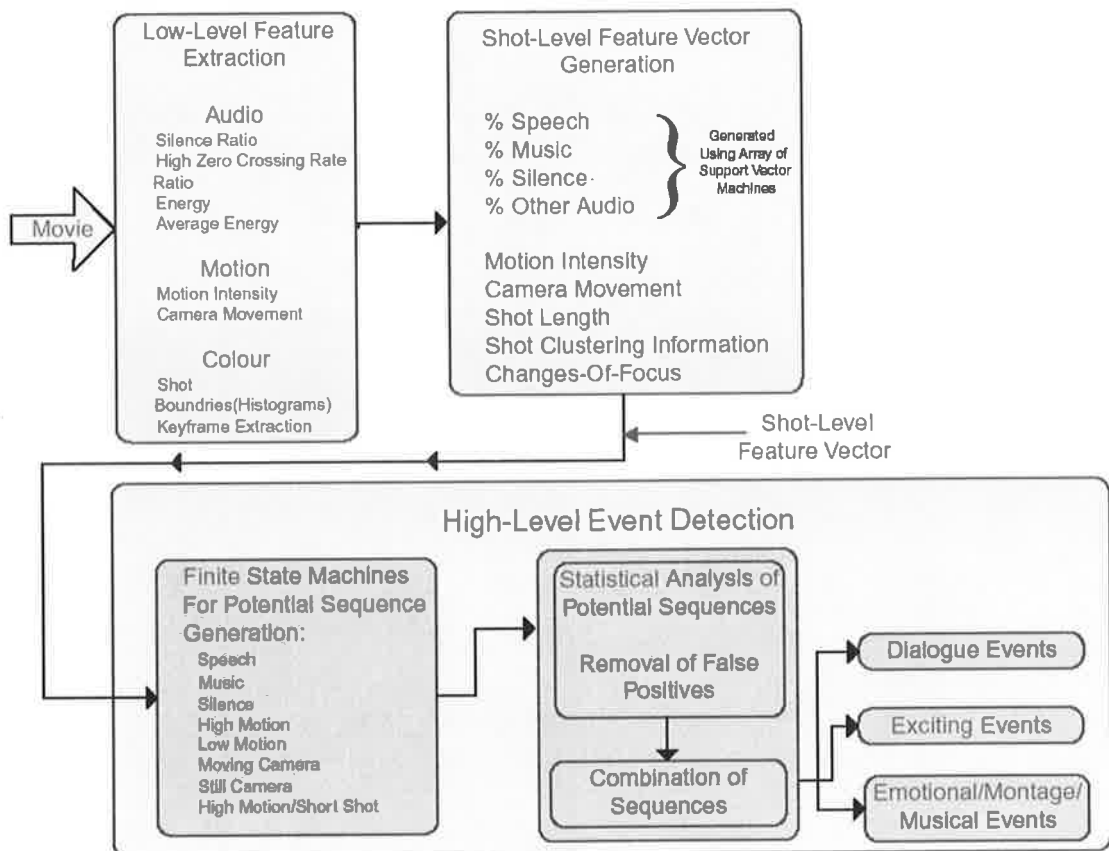 Movie
Low-Level Feature
Extraction
Audio
Silence Ratio
High Zero Crossing Rate
Ratio
Energy
Average Energy
Motion
Motion Intensity
Camera Movement
Colour
Shot
Boundries(Histograms)
Keyframe Extraction
Shot-Level Feature Vector
Generation
% Speech
% Music
% Silence
% Other Audio
Generated
Using Array of
Support Vector
Machines
Motion Intensity
Camera Movement
Shot Length
Shot Clustering Information
Changes-Of-Focus
Shot-Level
Feature Vector
High-Level Event Detection
Finite State Machines
For Potential Sequence
Generation:
Speech
Music
Silence
High Motion
Low Motion
Moving Camera
Still Camera
High Motion/Short Shot
Statistical Analysis of
Potential Sequences
Removal of False
Positives
Combination of
Sequences
Dialogue Events
Exciting Events
Emotional/Montage/
Musical Events